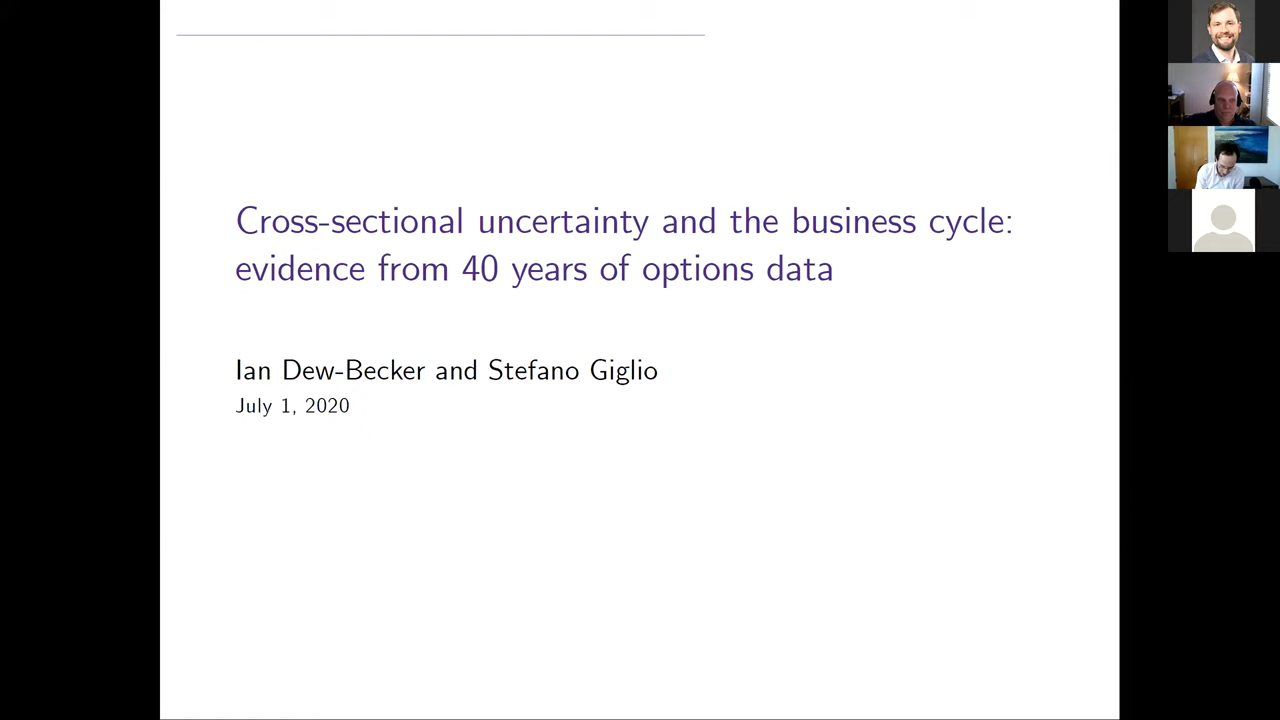 Cross-sectional uncertainty and the business cycle:
evidence from 40 years of options data
Ian Dew-Becker and Stefano Giglio
July 1, 2020